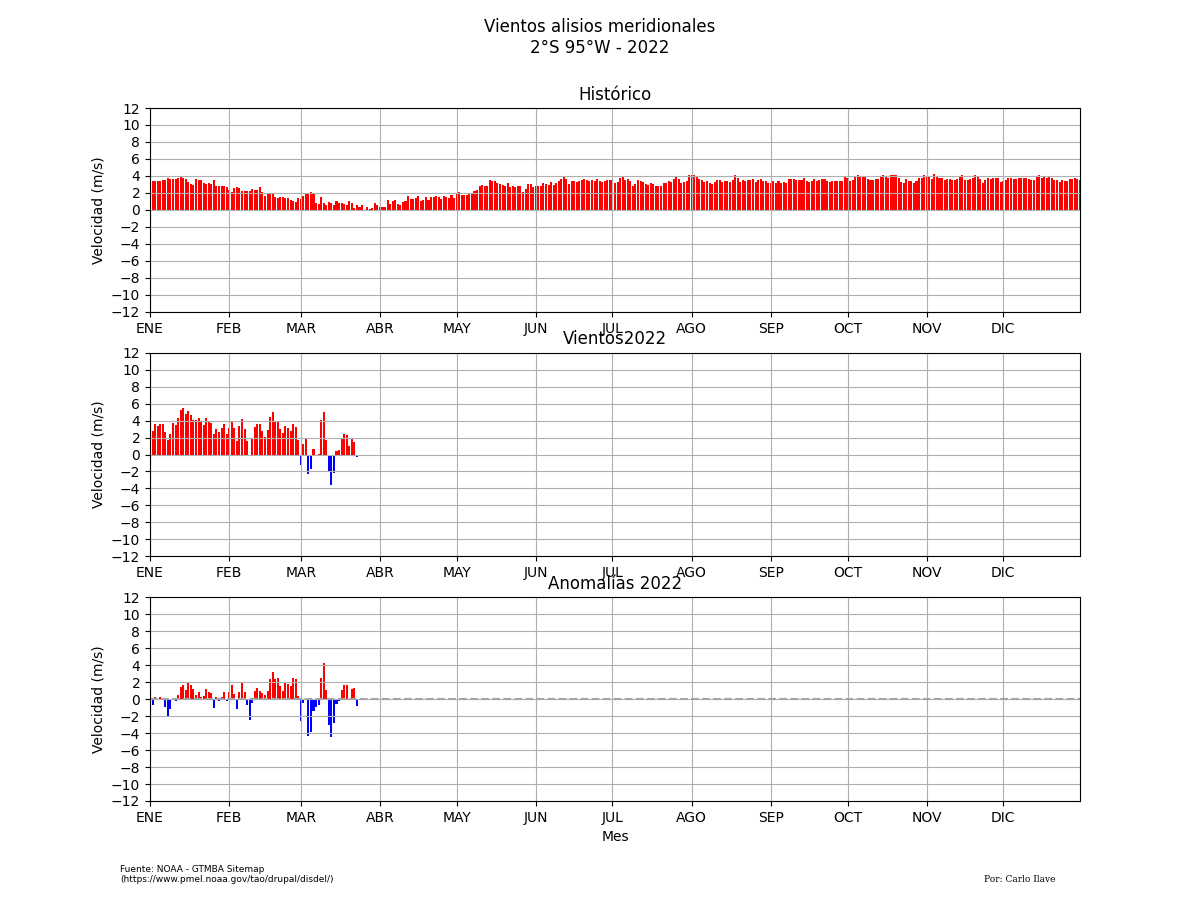 Vientos alisios meridionales
2°S 95°W - 2022
Histórico
12
10
8
6
4
2
0
−2
−4
−6
−8
−10
−12
Velocidad (m/s)
ENE FEB MAR ABR MAY JUN JUL AGO SEP OCT NOV DIC
Vientos2022
12
10
8
6
4
2
0
−2
−4
−6
−8
−10
−12
Velocidad (m/s)
ENE FEB MAR ABR MAY JUN JUL AGO SEP OCT NOV DIC
Anomalías 2022
12
10
8
6
4
2
0
−2
−4
−6
−8
−10
−12
Velocidad (m/s)
ENE FEB MAR ABR MAY JUN JUL AGO SEP OCT NOV DIC
Mes
Fuente: NOAA - GTMBA Sitemap
(https://www.pmel.noaa.gov/tao/drupal/disdel/)
Por: Carlo Ilave